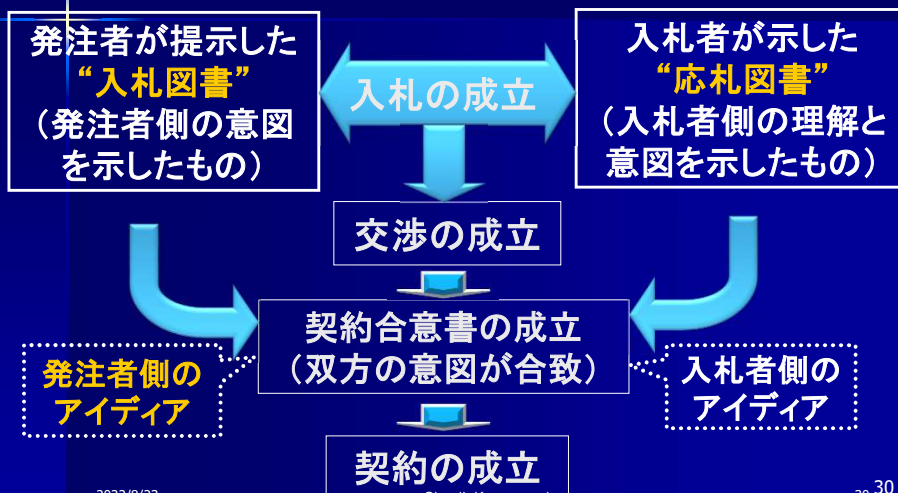 発注者が提示した
“入札図書”
（発注者側の意図
を示したもの）
入札の成立
入札者が示した
“応札図書”
（入札者側の理解と
意図を示したもの）
交渉の成立
契約合意書の成立
（双方の意図が合致）
発注者側の
アイディア
入札者側の
アイディア
契約の成立
30